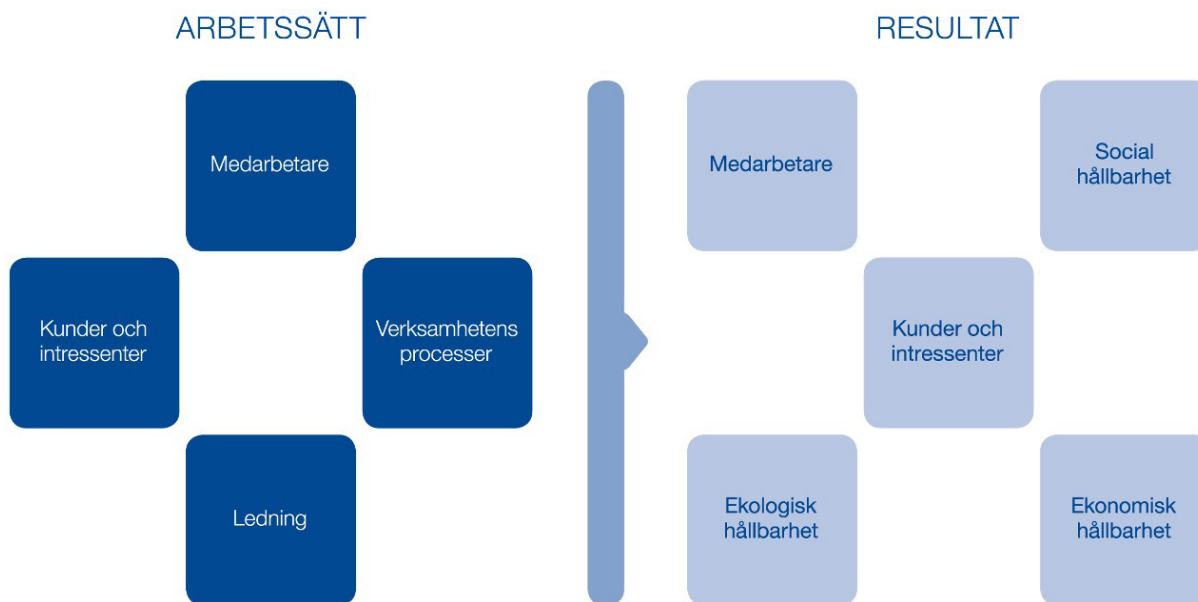 ARBETSSÄTT
Medarbetare
Kunder och
intressenter
Verksamhetens
processer
Ledning
RESULTAT
Medarbetare
Social
hållbarhet
Kunder och
intressenter
Ekologisk
hållbarhet
Ekonomisk
hållbarhet